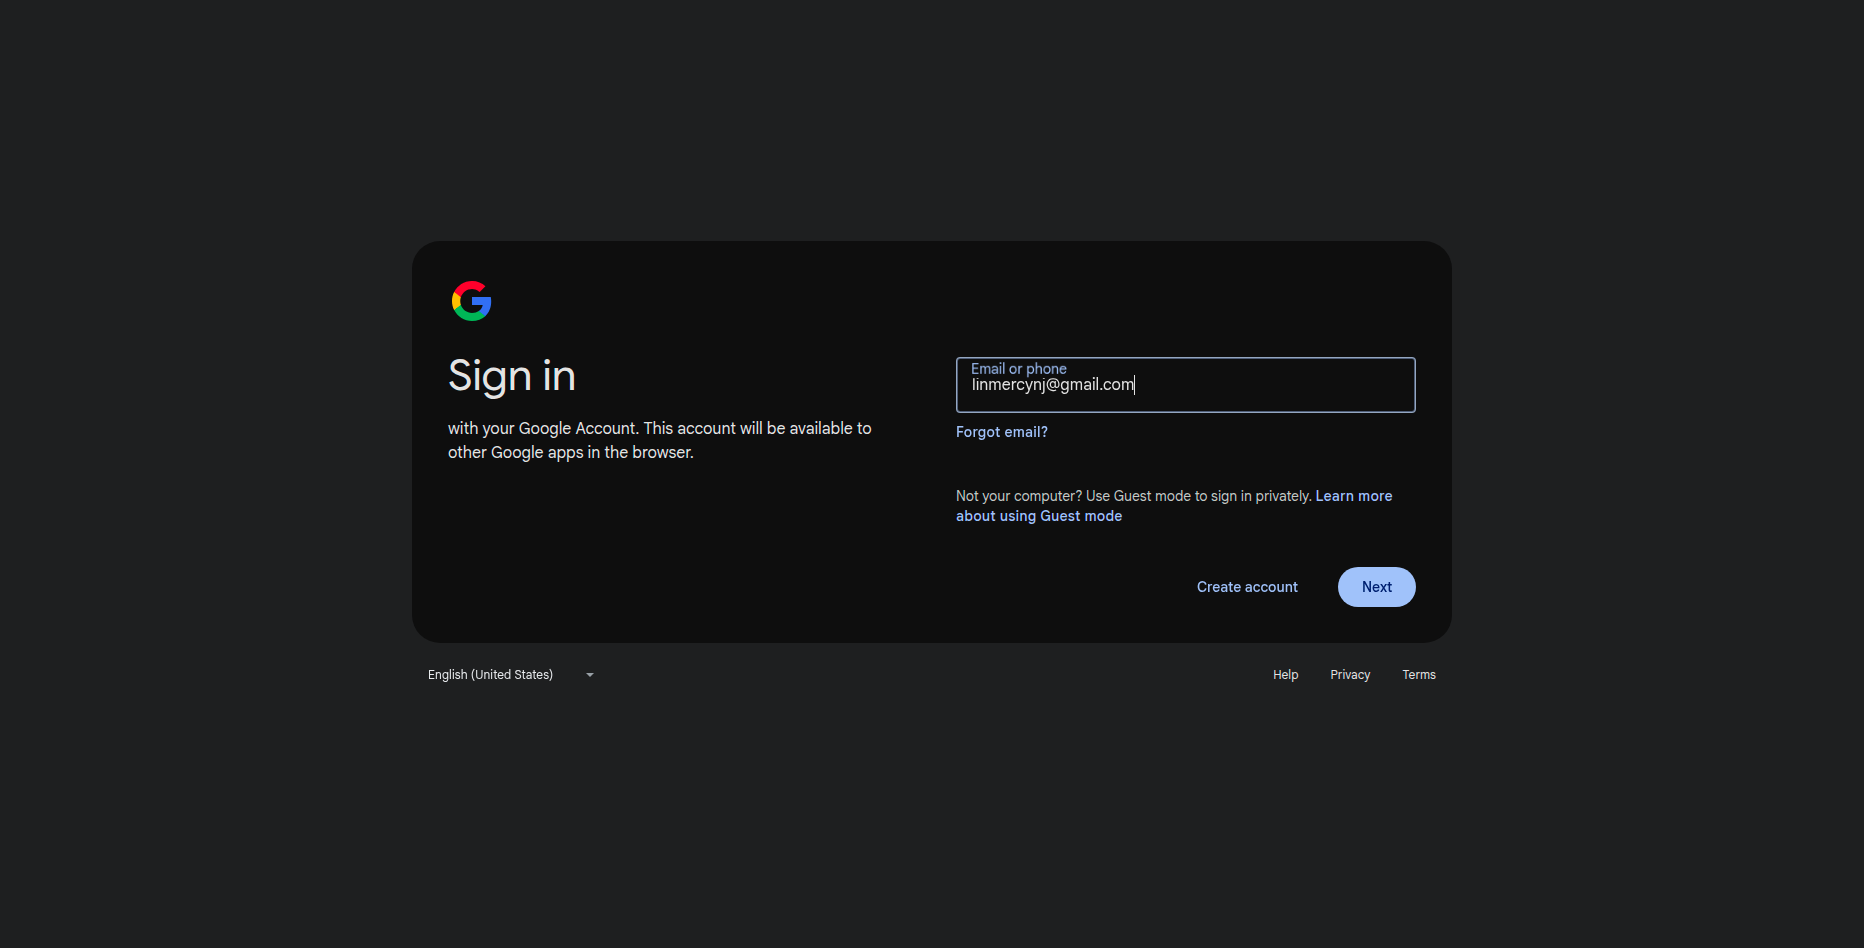 Sign in
with your Google Account. This account will be available to
other Google apps in the browser.
Email or phone
linmercynj@gmail.com
Forgot email?
Not your computer? Use Guest mode to sign in privately. Learn more
about using Guest mode
Create account
Next
English (United States)
Help
Privacy
Terms